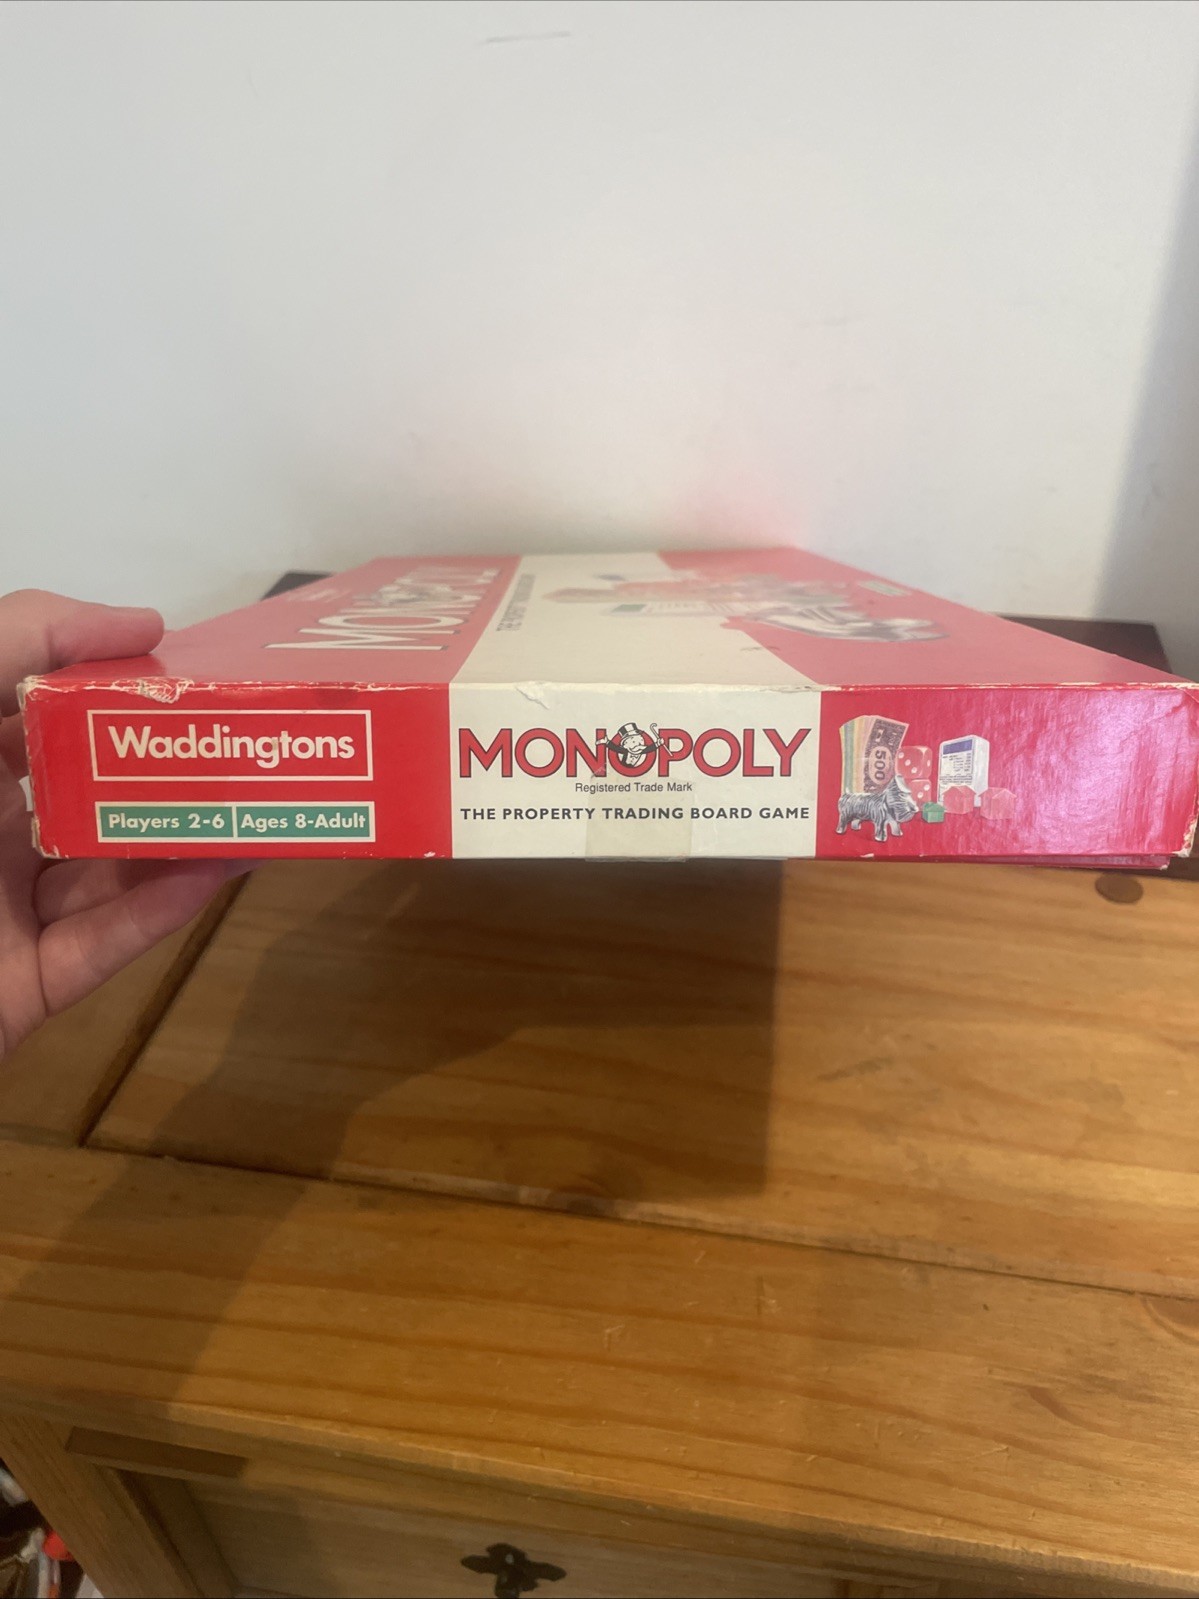 MONOPOLY
Waddingtons
Players 2-6 Ages 8-Adult
MONOPOLY
Registered Trade Mark
THE PROPERTY TRADING BOARD GAME
500